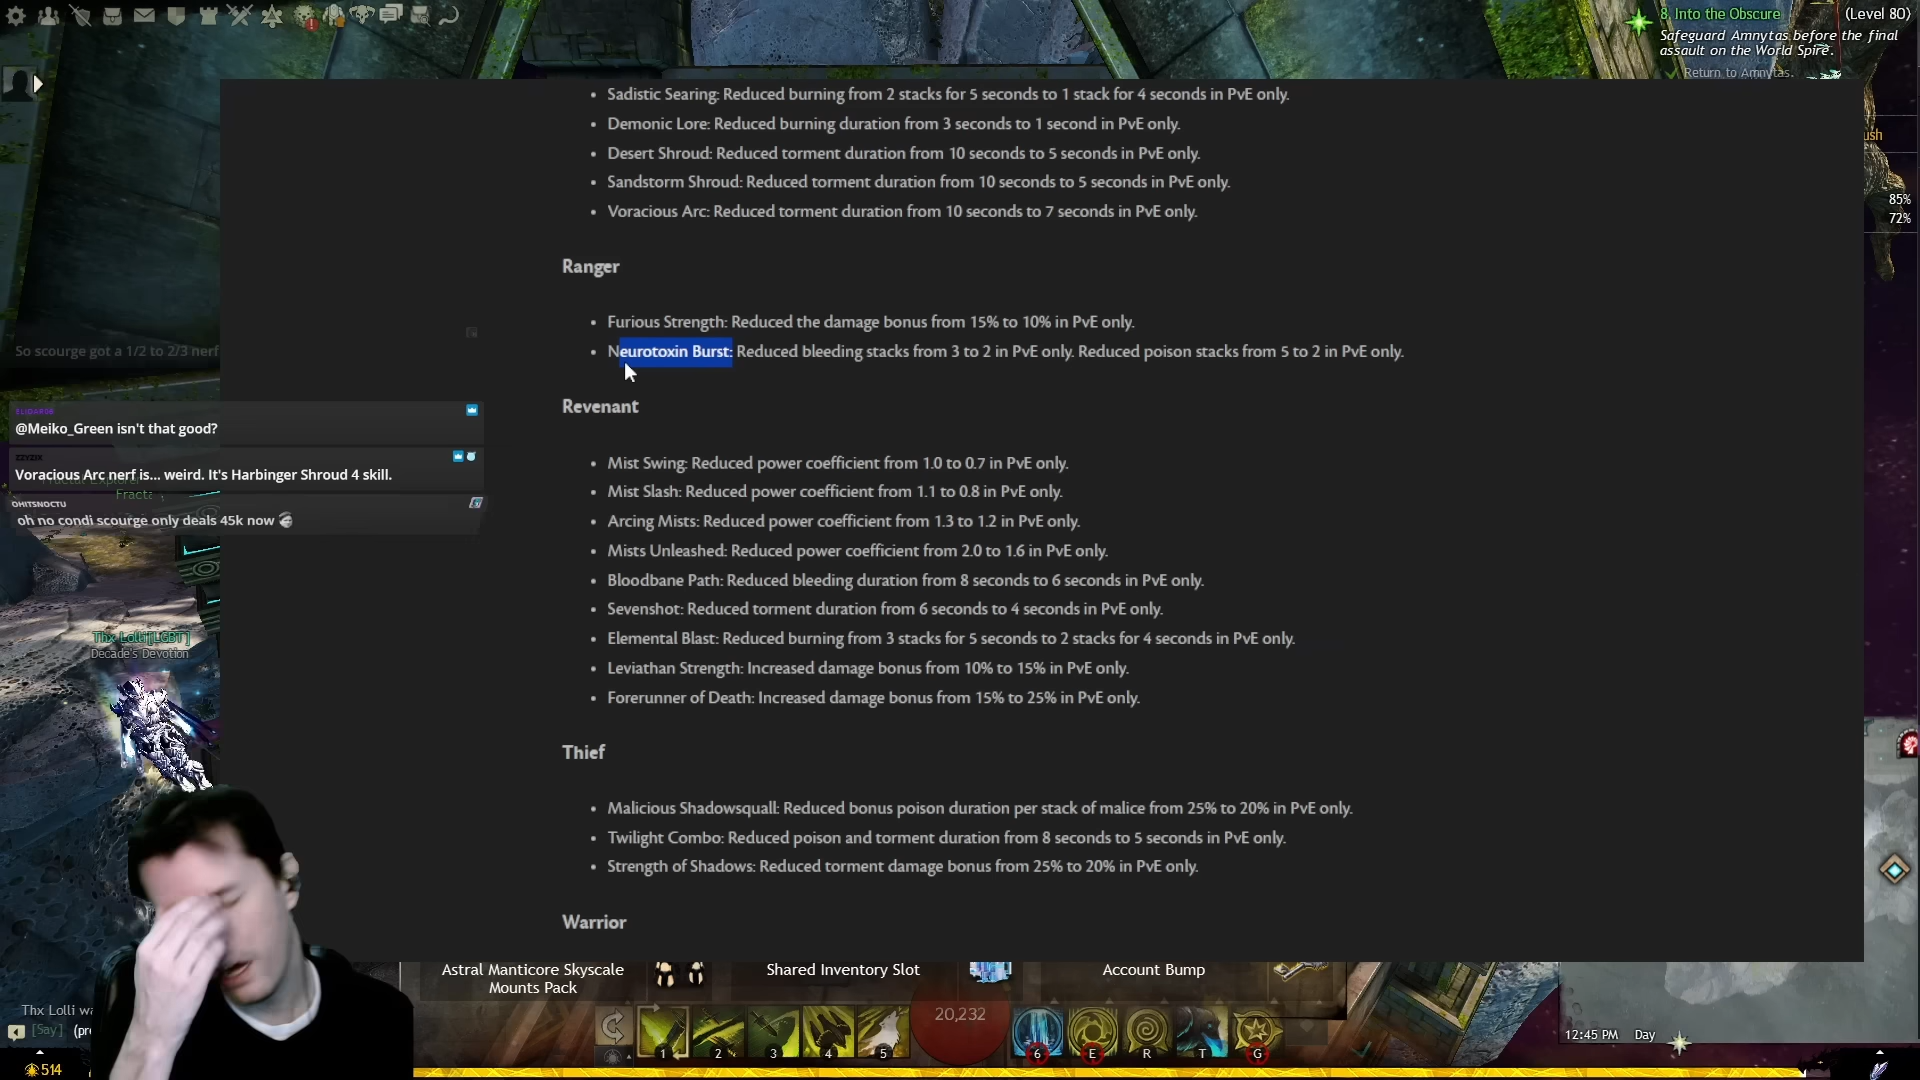 8. Into the Obscure
(Level 80)
Safeguard Amnytas before the final
assault on the World Spire.
Return to Amnytas.
85%
72%
Sadistic Searing: Reduced burning from 2 stacks for 5 seconds to 1 stack for 4 seconds in PvE only.
Demonic Lore: Reduced burning duration from 3 seconds to 1 second in PvE only.
Desert Shroud: Reduced torment duration from 10 seconds to 5 seconds in PvE only.
Sandstorm Shroud: Reduced torment duration from 10 seconds to 5 seconds in PvE only.
Voracious Arc: Reduced torment duration from 10 seconds to 7 seconds in PvE only.
Ranger
Furious Strength: Reduced the damage bonus from 15% to 10% in PvE only.
Neurotoxin Burst: Reduced bleeding stacks from 3 to 2 in PvE only. Reduced poison stacks from 5 to 2 in PvE only.
Revenant
Mist Swing: Reduced power coefficient from 1.0 to 0.7 in PvE only.
Mist Slash: Reduced power coefficient from 1.1 to 0.8 in PvE only.
Arcing Mists: Reduced power coefficient from 1.3 to 1.2 in PvE only.
Mists Unleashed: Reduced power coefficient from 2.0 to 1.6 in PvE only.
Bloodbane Path: Reduced bleeding duration from 8 seconds to 6 seconds in PvE only.
Sevenshot: Reduced torment duration from 6 seconds to 4 seconds in PvE only.
Elemental Blast: Reduced burning from 3 stacks for 5 seconds to 2 stacks for 4 seconds in PvE only.
Leviathan Strength: Increased damage bonus from 10% to 15% in PvE only.
Forerunner of Death: Increased damage bonus from 15% to 25% in PvE only.
Thief
Malicious Shadowsquall: Reduced bonus poison duration per stack of malice from 25% to 20% in PvE only.
Twilight Combo: Reduced poison and torment duration from 8 seconds to 5 seconds in PvE only.
Strength of Shadows: Reduced torment damage bonus from 25% to 20% in PvE only.
Warrior
So scourge got a 1/2 to 2/3 nerf
@Meiko_Green isn't that good?
ZZYZEK
Voracious Arc nerf is... weird. It's Harbinger Shroud 4 skill.
OHITSNOCTU
oh no condi scourge only deals 45k now
Thx Lolli [LGBT]
Decade's Devotion
Astral Manticore Skyscale
Mounts Pack
Shared Inventory Slot
Account Bump
Thx Lolli wa
[Say] (pr
514
1 2 3 4 5
20,232
6 E R T G
12:45 PM Day